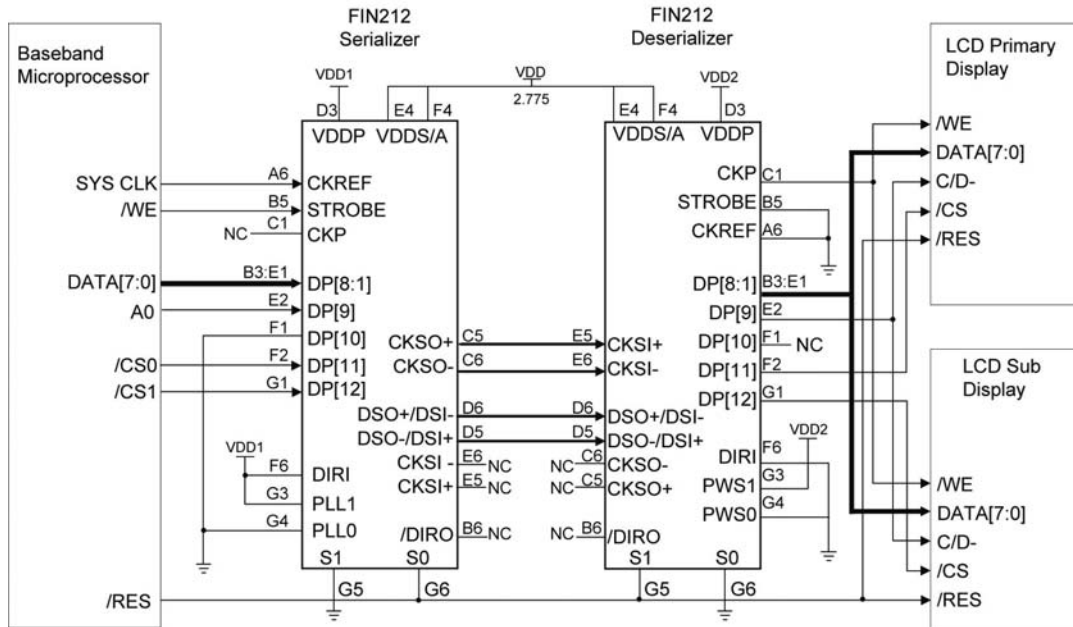 Baseband
Microprocessor
SYS CLK
/WE
DATA[7:0]
A0
/CS0
/CS1
/RES
NC
A6
B5
C1
B3:E1
E2
F1
F2
G1
VDD1
F6
G3
G4
FIN212
Serializer
VDD1
D3
E4
F4
VDDP
VDDS/A
CKREF
STROBE
CKP
DP[8:1]
DP[9]
DP[10]
DP[11]
DP[12]
DIRI
PLL1
PLL0
CKSO+
CKSO-
DSO+/DSI-
DSO-/DSI+
CKSI -
CKSI+
/DIRO
S1
S0
G5
G6
C5
C6
D6
D5
E6 NC
E5 NC
B6 NC
VDD
2.775
E5
E6
D6
D5
NC C6
NC C5
NC B6
FIN212
Deserializer
VDD2
E4
F4
D3
VDDS/A
VDDP
CKP
STROBE
CKREF
DP[8:1]
DP[9]
DP[10]
DP[11]
DP[12]
CKSI+
CKSI-
DSO+/DSI-
DSO-/DSI+
CKSO-
CKSO+
/DIRO
DIRI
PWS1
PWS0
S1
S0
G5
G6
C1
B5
A6
B3:E1
E2
F1 NC
F2
G1
VDD2
F6
G3
G4
LCD Primary
Display
/WE
DATA[7:0]
C/D-
/CS
/RES
LCD Sub
Display
/WE
DATA[7:0]
C/D-
/CS
/RES